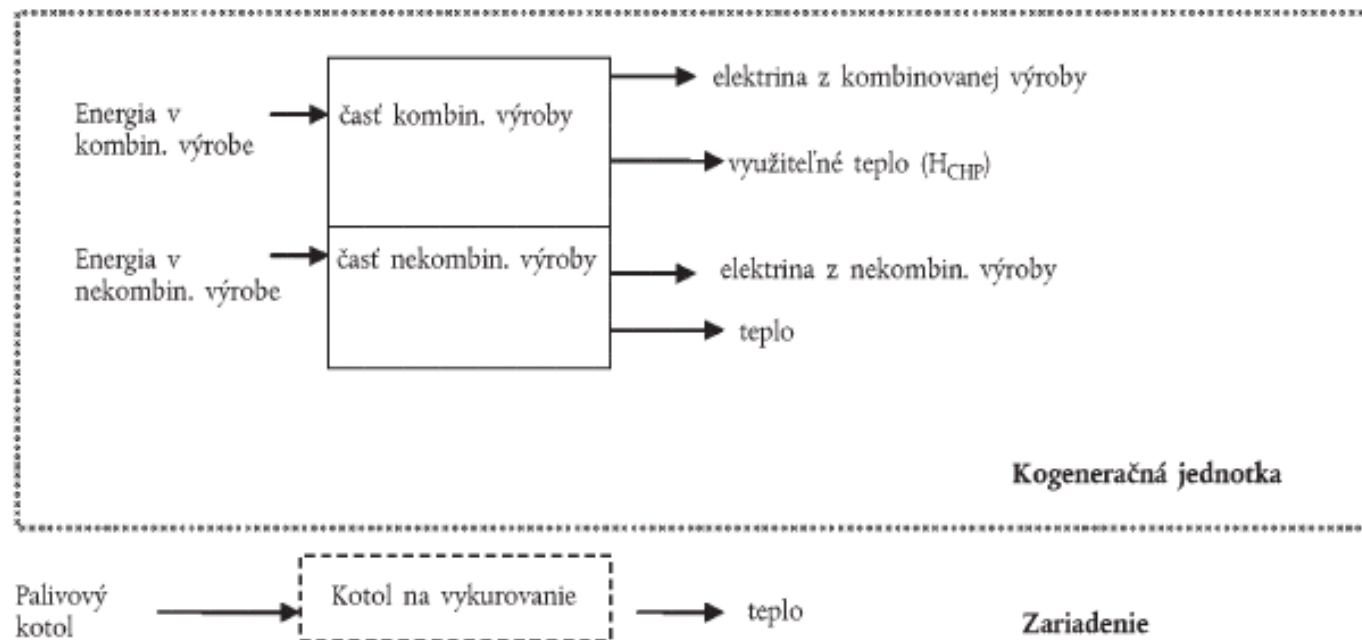 elektrina z kombinovanej výroby
Energia v
kombin. výrobe
časť kombin. výroby
využiteľné teplo (HCHP)
Energia v
nekombin. výrobe
časť nekombin. výroby
elektrina z nekombin. výroby
teplo
Kogeneračná jednotka
Palivový
kotol
Kotol na vykurovanie
teplo
Zariadenie